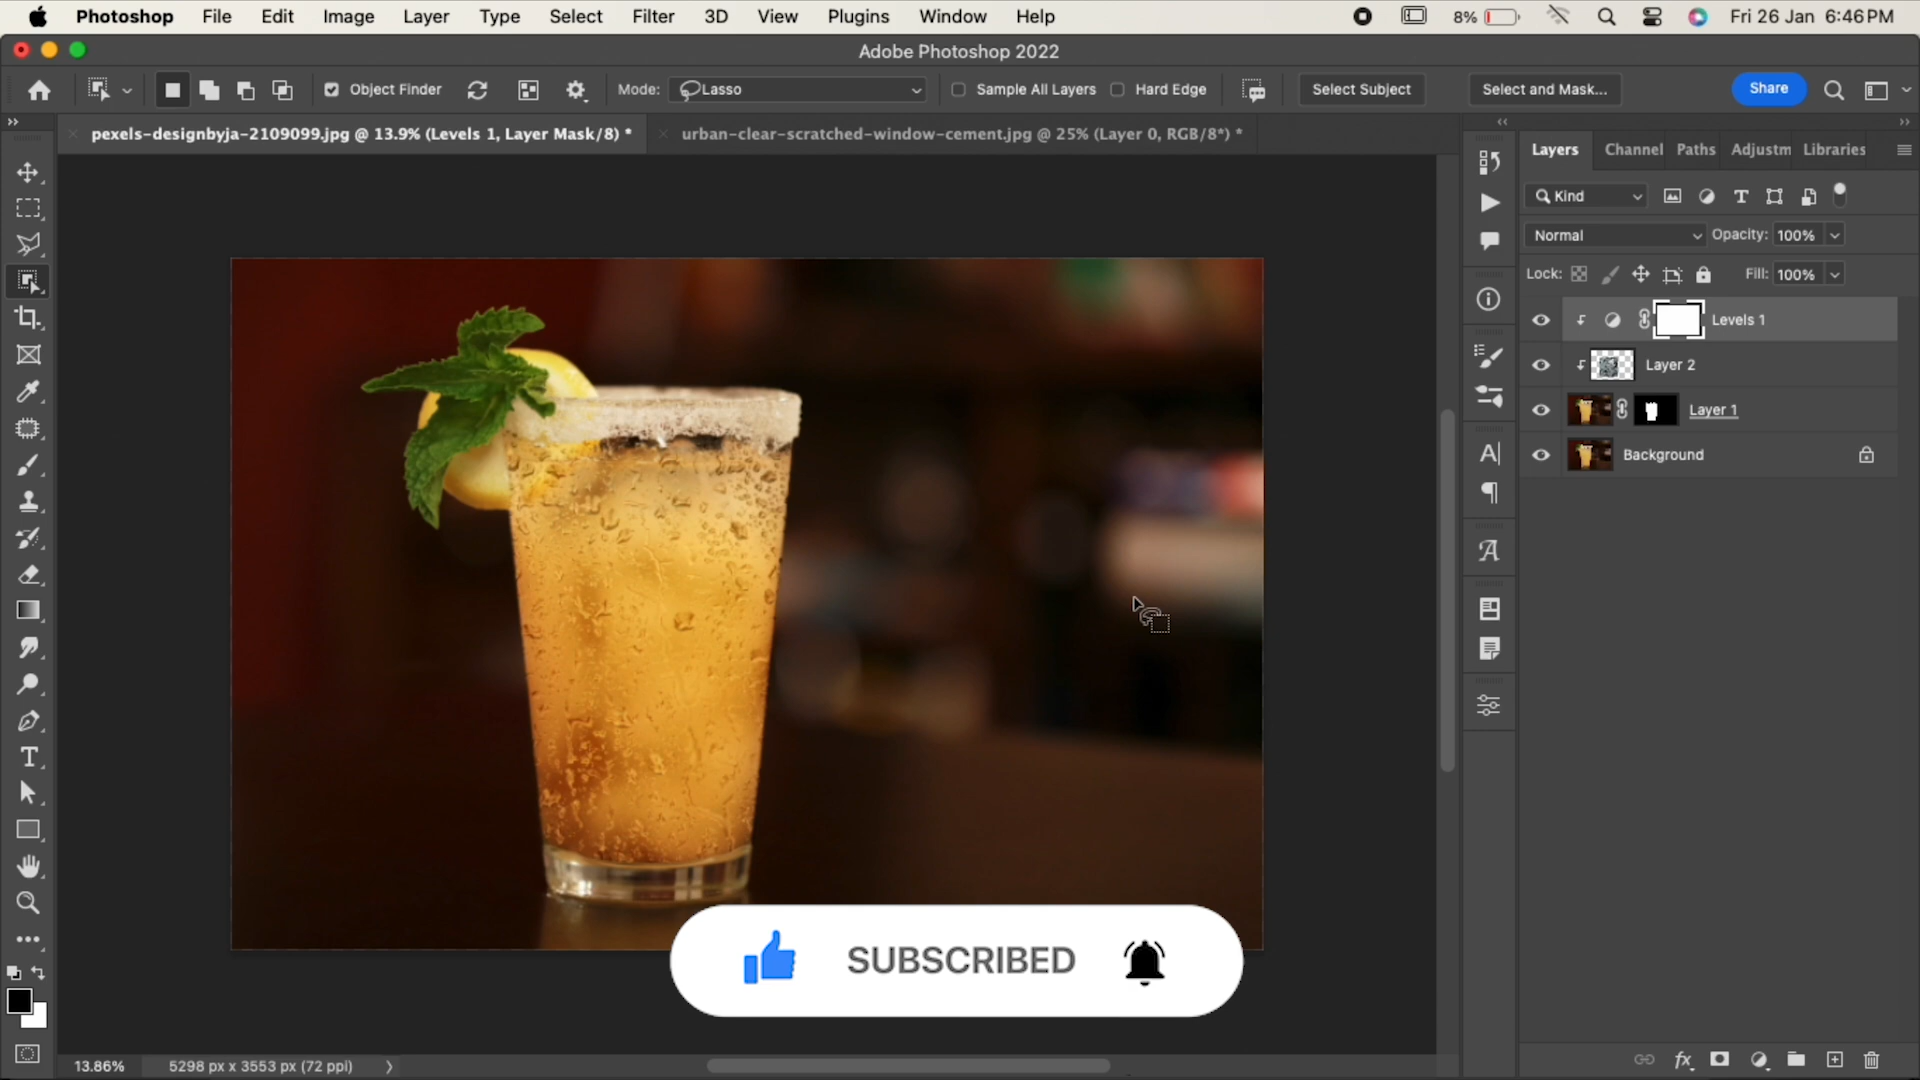 Photoshop File Edit Image Layer Type Select Filter 3D View Plugins Window Help 8% Fri 26 Jan 6:46 PM
Adobe Photoshop 2022
Object Finder Mode: Lasso Sample All Layers Hard Edge Select Subject Select and Mask... Share
pexels-designbyja-2109099.jpg @ 13.9% (Levels 1, Layer Mask/8) * urban-clear-scratched-window-cement.jpg @ 25% (Layer 0, RGB/8*) *
Layers Channel Paths Adjustm Libraries
Kind
Normal Opacity: 100%
Lock: Fill: 100%
Levels 1
Layer 2
Layer 1
Background
SUBSCRIBED
13.86% 5298 px x 3553 px (72 ppi)